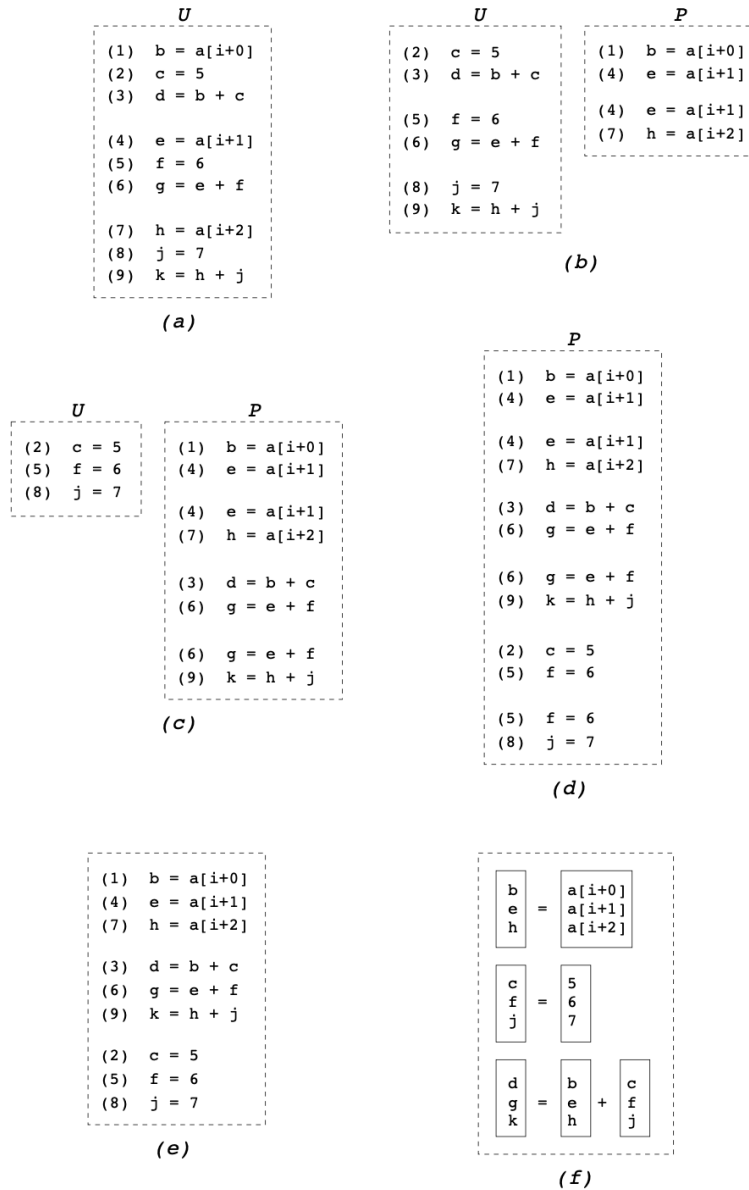 U
(1) b = a[i+0]
(2) c = 5
(3) d = b + c
(4) e = a[i+1]
(5) f = 6
(6) g = e + f
(7) h = a[i+2]
(8) j = 7
(9) k = h + j
(a)
U
(2) c = 5
(3) d = b + c
(5) f = 6
(6) g = e + f
(8) j = 7
(9) k = h + j
P
(1) b = a[i+0]
(4) e = a[i+1]
(4) e = a[i+1]
(7) h = a[i+2]
(b)
U
(2) c = 5
(5) f = 6
(8) j = 7
P
(1) b = a[i+0]
(4) e = a[i+1]
(4) e = a[i+1]
(7) h = a[i+2]
(3) d = b + c
(6) g = e + f
(6) g = e + f
(9) k = h + j
(c)
P
(1) b = a[i+0]
(4) e = a[i+1]
(4) e = a[i+1]
(7) h = a[i+2]
(3) d = b + c
(6) g = e + f
(6) g = e + f
(9) k = h + j
(2) c = 5
(5) f = 6
(5) f = 6
(8) j = 7
(d)
(1) b = a[i+0]
(4) e = a[i+1]
(7) h = a[i+2]
(3) d = b + c
(6) g = e + f
(9) k = h + j
(2) c = 5
(5) f = 6
(8) j = 7
(e)
b a[i+0]
e = a[i+1]
h a[i+2]
c 5
f = 6
j 7
d b c
g = e + f
k h j
(f)